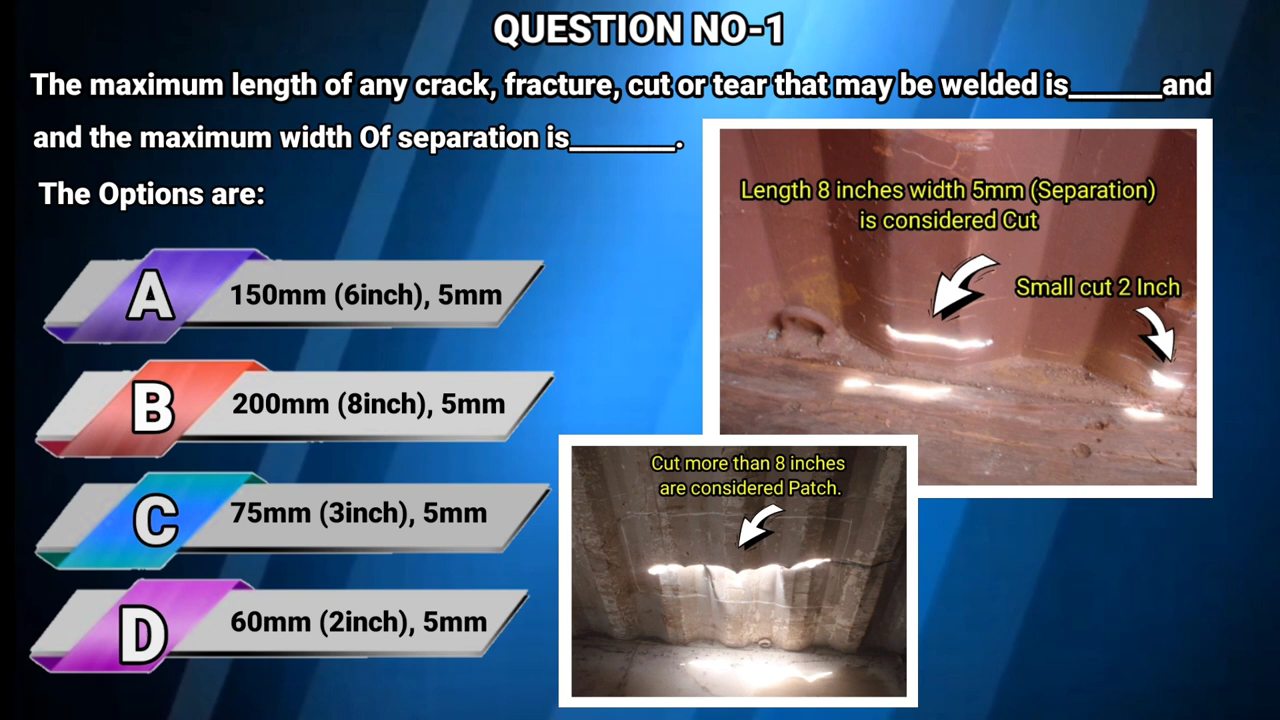 QUESTION NO-1
The maximum length of any crack, fracture, cut or tear that may be welded is_______and
and the maximum width Of separation is________.
The Options are:
A 150mm (6inch), 5mm
B 200mm (8inch), 5mm
C 75mm (3inch), 5mm
D 60mm (2inch), 5mm
Length 8 inches width 5mm (Separation)
is considered Cut
Small cut 2 Inch
Cut more than 8 inches
are considered Patch.